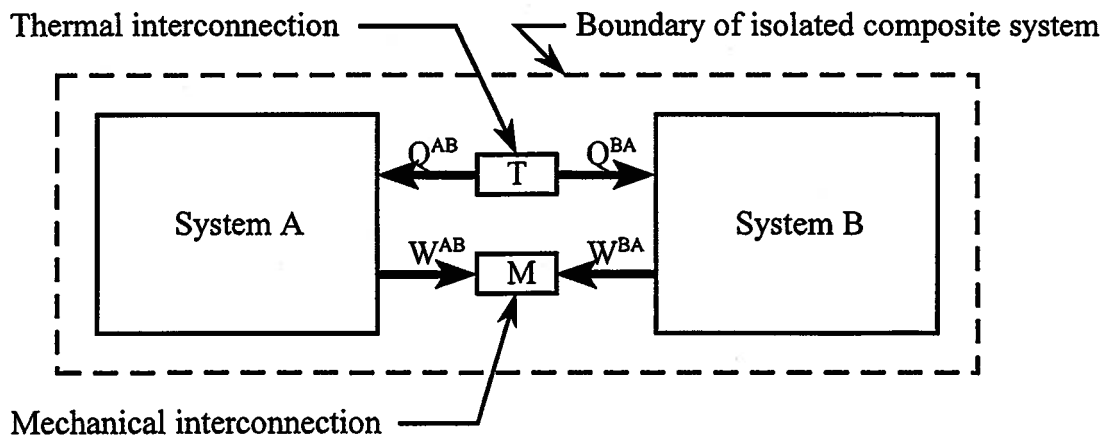 Thermal interconnection
Boundary of isolated composite system
Q^AB
T
Q^BA
System A
System B
W^AB
M
W^BA
Mechanical interconnection